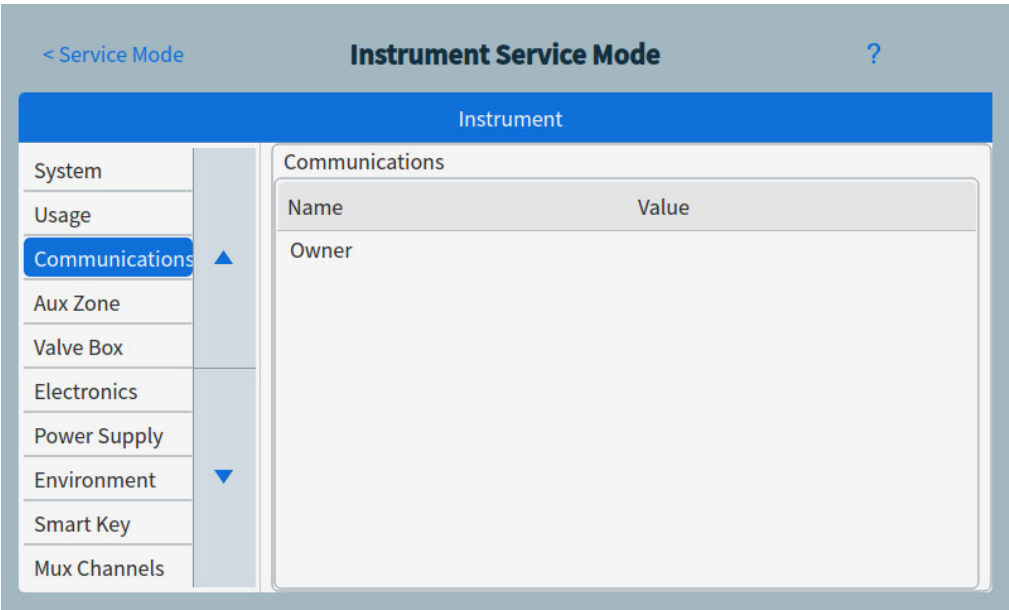 < Service Mode
Instrument Service Mode
?
Instrument
System
Usage
Communications
Aux Zone
Valve Box
Electronics
Power Supply
Environment
Smart Key
Mux Channels
Communications
Name Value
Owner